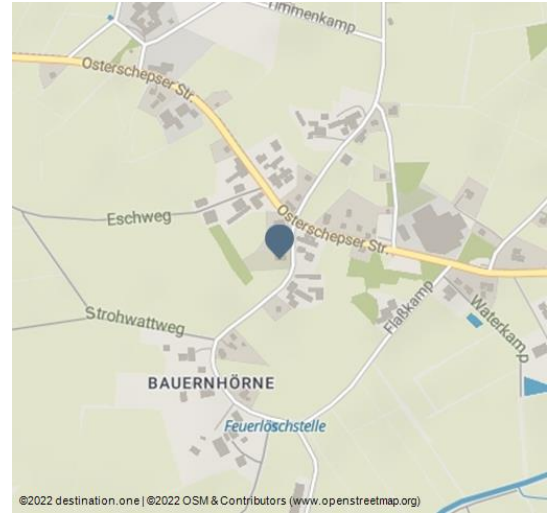 Timmenkamp
Osterschepser Str.
Eschweg
Osterschepser Str.
Strohwattweg
Flaßkamp
Waterkamp
BAUERNHÖRNE
Feuerlöschstelle
©2022 destination.one | ©2022 OSM & Contributors (www.openstreetmap.org)